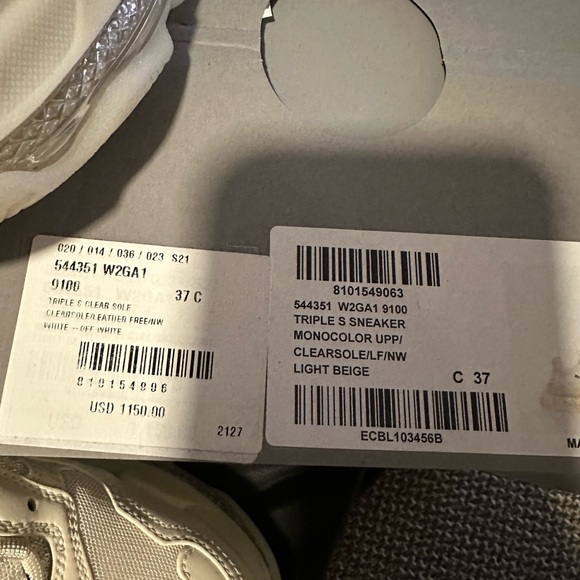 020 / 014 / 036 / 023 S21
544351 W2GA1
9100 37 C
TRIPLE S CLEAR SOLE
CLEARSOLE/LEATHER FREE/NW
WHITE --OFF WHITE
USD 1150.00
2127
8101549063
544351 W2GA1 9100
TRIPLE S SNEAKER
MONOCOLOR UPP/
CLEARSOLE/LF/NW
LIGHT BEIGE
C 37
ECBL103456B
MA